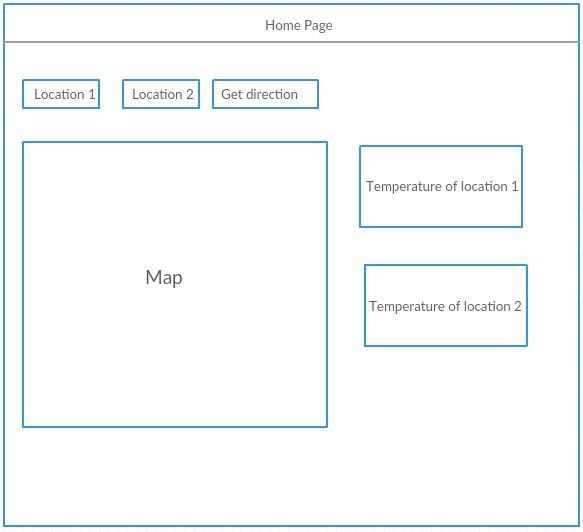 Home Page
Location 1
Location 2
Get direction
Temperature of location 1
Map
Temperature of location 2